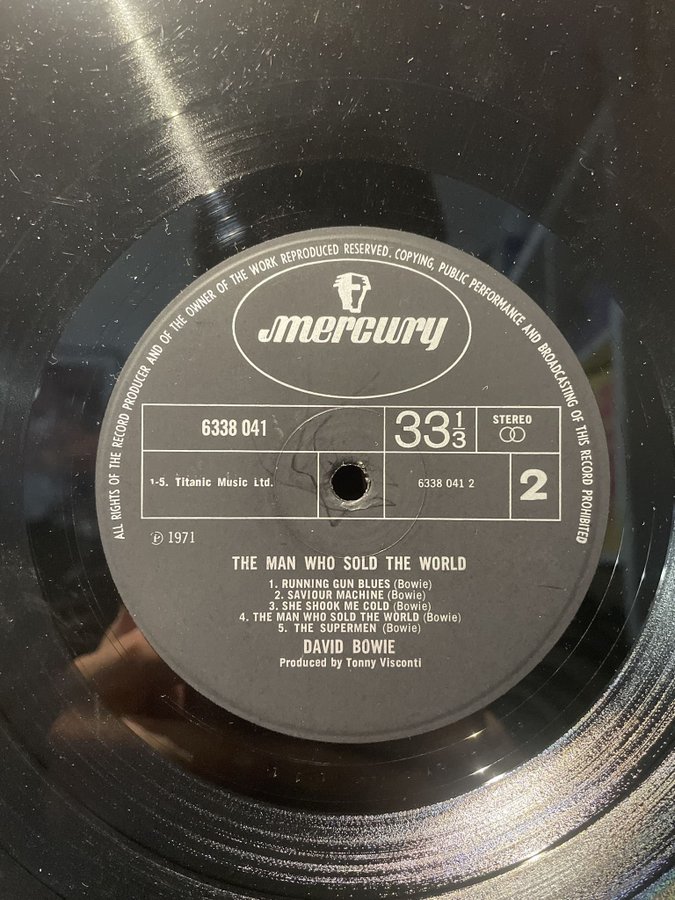 ALL RIGHTS OF THE RECORD PRODUCER AND OF THE OWNER OF THE WORK REPRODUCED RESERVED. COPYING, PUBLIC PERFORMANCE AND BROADCASTING OF THIS RECORD PROHIBITED
mercury
6338 041
33 1/3
STEREO
1-5. Titanic Music Ltd.
6338 041 2
2
Ⓟ 1971
THE MAN WHO SOLD THE WORLD
1. RUNNING GUN BLUES (Bowie)
2. SAVIOUR MACHINE (Bowie)
3. SHE SHOOK ME COLD (Bowie)
4. THE MAN WHO SOLD THE WORLD (Bowie)
5. THE SUPERMEN (Bowie)
DAVID BOWIE
Produced by Tonny Visconti